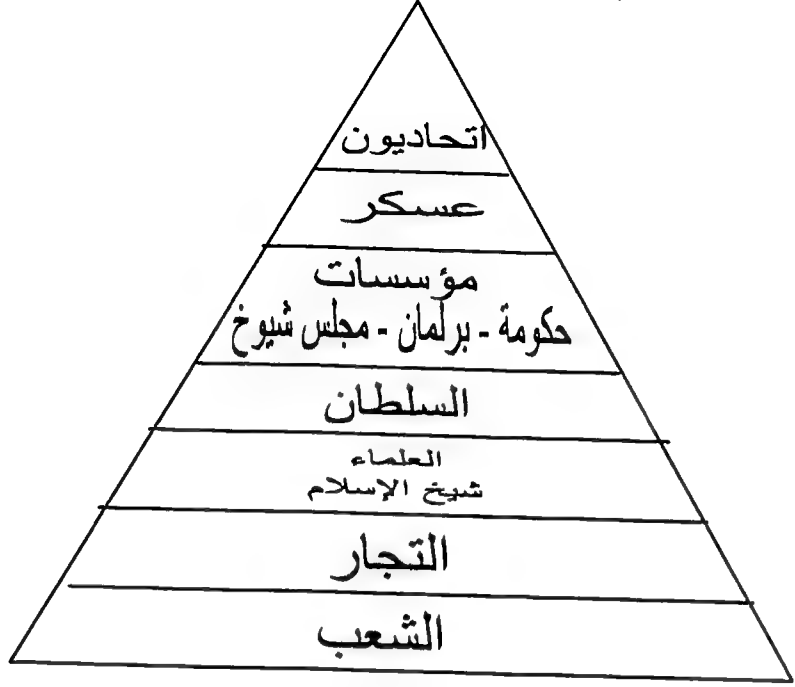 اتحاديون
عسكر
مؤسسات
حكومة - برلمان - مجلس شيوخ
السلطان
العلماء
شيخ الإسلام
التجار
الشعب